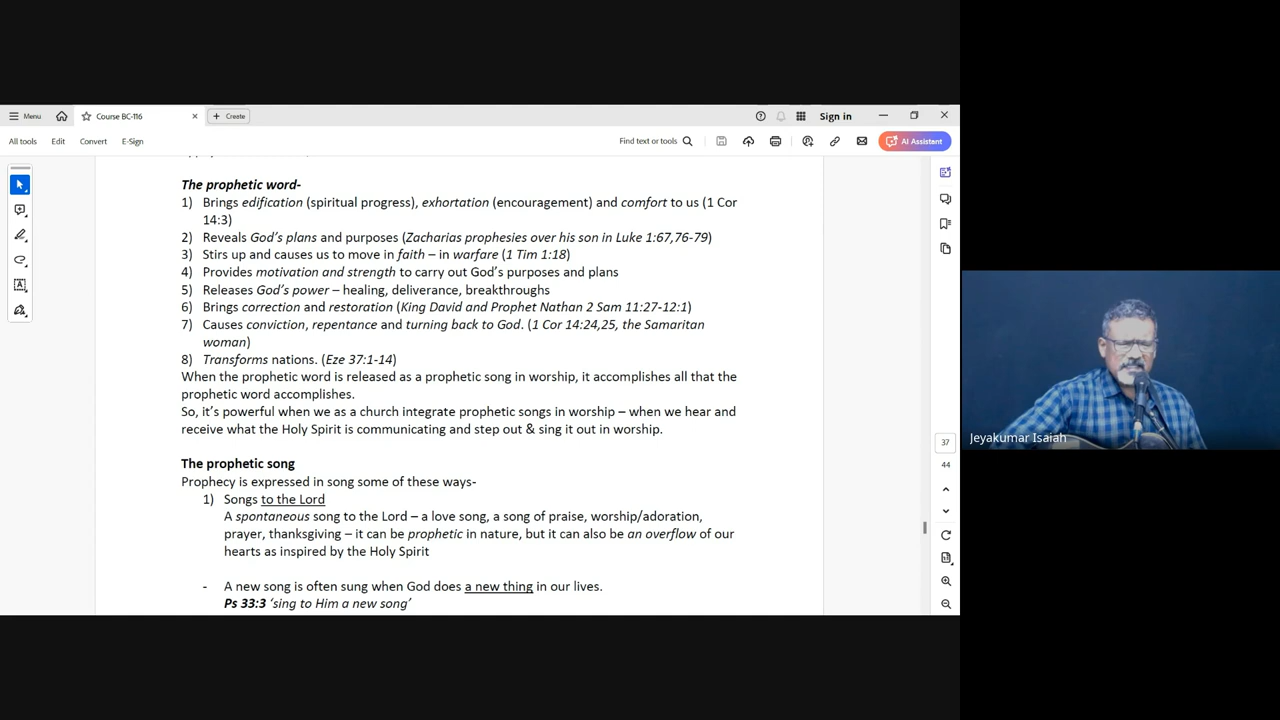 Menu
Course BC-116
Create
Sign in
All tools
Edit
Convert
E-Sign
Find text or tools
AI Assistant
The prophetic word-
1) Brings edification (spiritual progress), exhortation (encouragement) and comfort to us (1 Cor
14:3)
2) Reveals God's plans and purposes (Zacharias prophesies over his son in Luke 1:67,76-79)
3) Stirs up and causes us to move in faith – in warfare (1 Tim 1:18)
4) Provides motivation and strength to carry out God's purposes and plans
5) Releases God's power – healing, deliverance, breakthroughs
6) Brings correction and restoration (King David and Prophet Nathan 2 Sam 11:27-12:1)
7) Causes conviction, repentance and turning back to God. (1 Cor 14:24,25, the Samaritan
woman)
8) Transforms nations. (Eze 37:1-14)
When the prophetic word is released as a prophetic song in worship, it accomplishes all that the
prophetic word accomplishes.
So, it's powerful when we as a church integrate prophetic songs in worship – when we hear and
receive what the Holy Spirit is communicating and step out & sing it out in worship.
The prophetic song
Prophecy is expressed in song some of these ways-
1) Songs to the Lord
A spontaneous song to the Lord – a love song, a song of praise, worship/adoration,
prayer, thanksgiving – it can be prophetic in nature, but it can also be an overflow of our
hearts as inspired by the Holy Spirit
- A new song is often sung when God does a new thing in our lives.
Ps 33:3 'sing to Him a new song'
37
44
Jeyakumar Isaiah